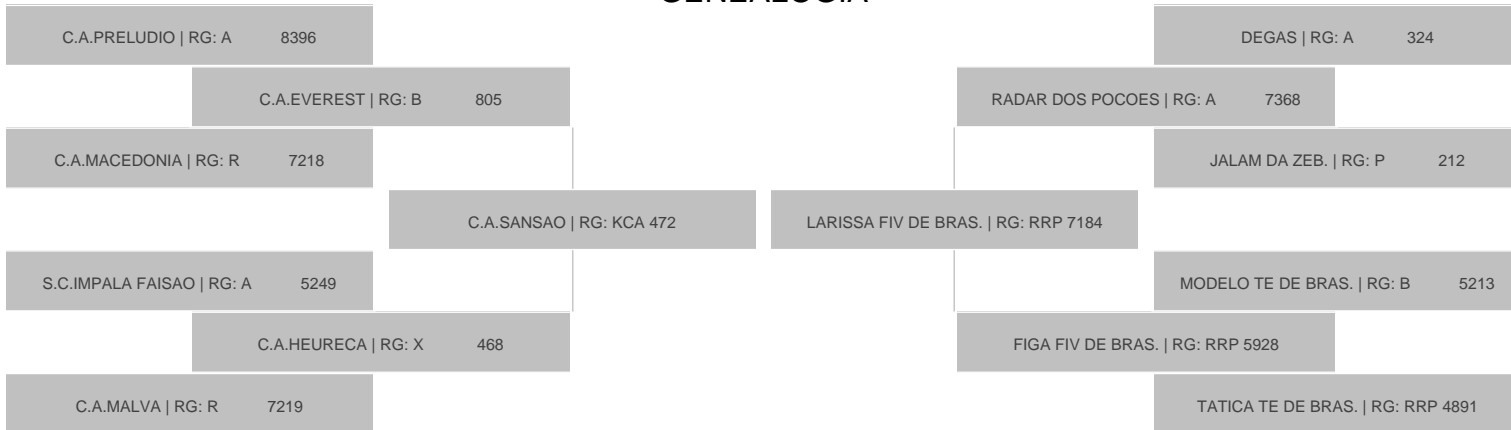 C.A.PRELUDIO | RG: A 8396
DEGAS | RG: A 324
C.A.EVEREST | RG: B 805
RADAR DOS POCOES | RG: A 7368
C.A.MACEDONIA | RG: R 7218
JALAM DA ZEB. | RG: P 212
C.A.SANSAO | RG: KCA 472
LARISSA FIV DE BRAS. | RG: RRP 7184
S.C.IMPALA FAISAO | RG: A 5249
MODELO TE DE BRAS. | RG: B 5213
C.A.HEURECA | RG: X 468
FIGA FIV DE BRAS. | RG: RRP 5928
C.A.MALVA | RG: R 7219
TATICA TE DE BRAS. | RG: RRP 4891